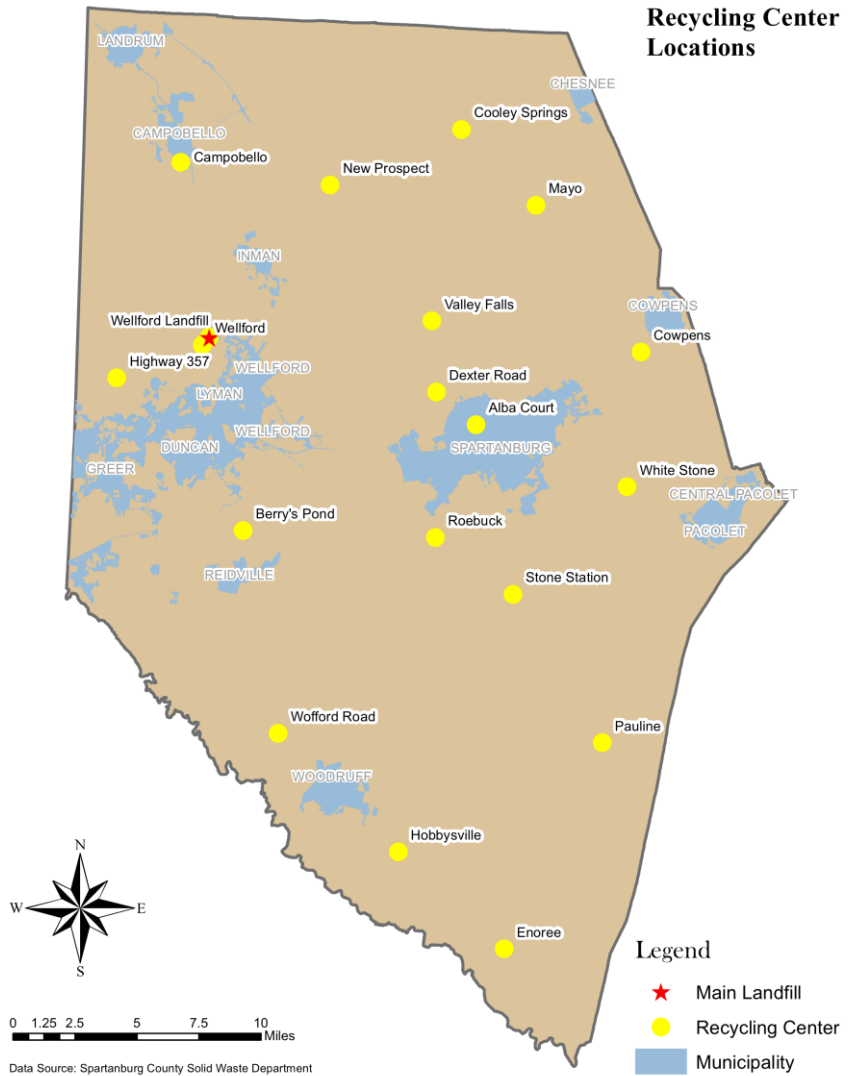 Recycling Center
Locations
LANDRUM
CHESNEE
Cooley Springs
CAMPOBELLO
Campobello
New Prospect
Mayo
INMAN
Valley Falls
COWPENS
Wellford Landfill
Wellford
Cowpens
Highway 357
WELLFORD
LYMAN
Dexter Road
Alba Court
WELLFORD
DUNCAN
SPARTANBURG
GREER
White Stone
CENTRAL PACOLET
Berry's Pond
Roebuck
PACOLET
REIDVILLE
Stone Station
Wofford Road
Pauline
WOODRUFF
Hobbysville
N
W E
S
Enoree
Legend
Main Landfill
Recycling Center
Municipality
0 1.25 2.5 5 7.5 10
Miles
Data Source: Spartanburg County Solid Waste Department